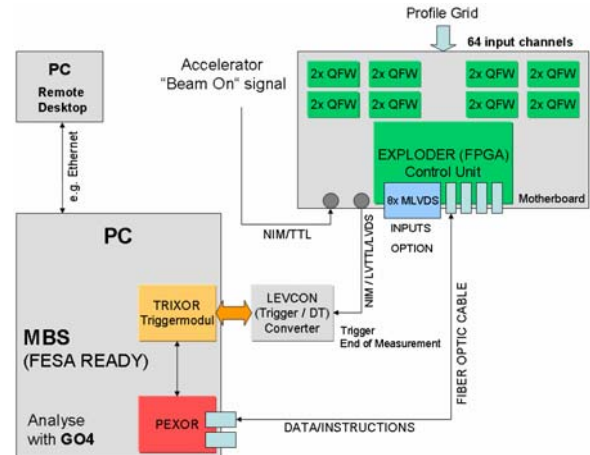 Profile Grid
64 input channels
PC
Remote
Desktop
Accelerator
"Beam On" signal
2x QFW
2x QFW
2x QFW
2x QFW
2x QFW
2x QFW
2x QFW
2x QFW
EXPLODER (FPGA)
Control Unit
8x MLVDS
Motherboard
e.g. Ethernet
NIM/TTL
NIM / LVTTL/LVDS
INPUTS
OPTION
FIBER OPTIC CABLE
PC
TRIXOR
Triggermodul
LEVCON
(Trigger / DT)
Converter
Trigger
End of Measurement
MBS
(FESA READY)
Analyse
with GO4
PEXOR
DATA/INSTRUCTIONS